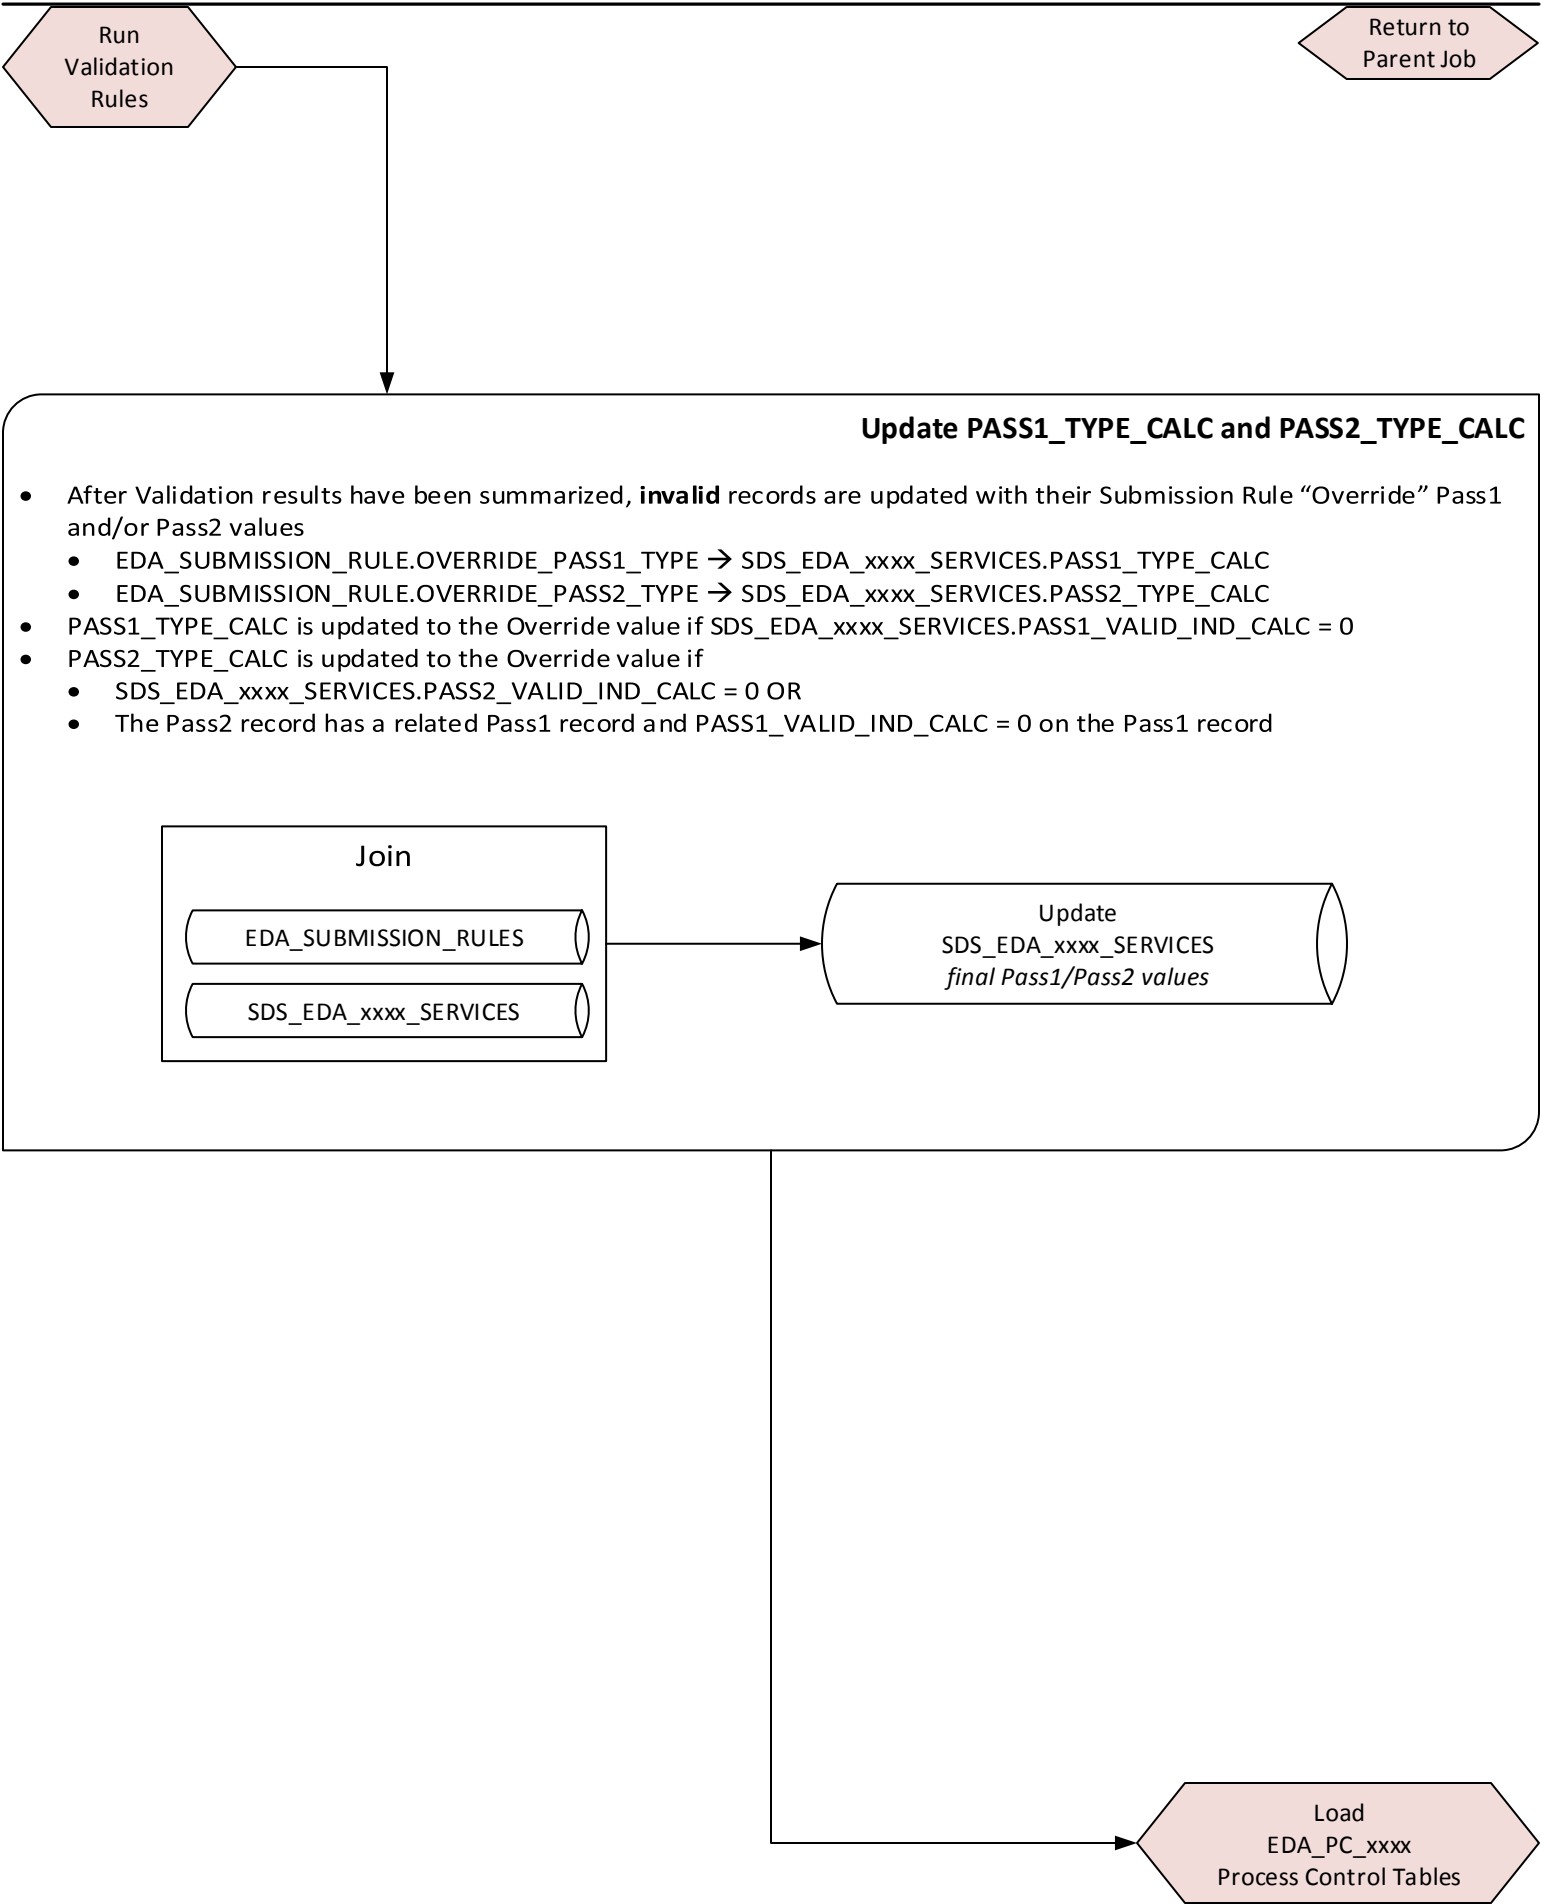 Run
Validation
Rules
Return to
Parent Job
Update PASS1_TYPE_CALC and PASS2_TYPE_CALC
• After Validation results have been summarized, invalid records are updated with their Submission Rule “Override” Pass1
and/or Pass2 values
• EDA_SUBMISSION_RULE.OVERRIDE_PASS1_TYPE → SDS_EDA_xxxx_SERVICES.PASS1_TYPE_CALC
• EDA_SUBMISSION_RULE.OVERRIDE_PASS2_TYPE → SDS_EDA_xxxx_SERVICES.PASS2_TYPE_CALC
• PASS1_TYPE_CALC is updated to the Override value if SDS_EDA_xxxx_SERVICES.PASS1_VALID_IND_CALC = 0
• PASS2_TYPE_CALC is updated to the Override value if
• SDS_EDA_xxxx_SERVICES.PASS2_VALID_IND_CALC = 0 OR
• The Pass2 record has a related Pass1 record and PASS1_VALID_IND_CALC = 0 on the Pass1 record
Join
EDA_SUBMISSION_RULES
SDS_EDA_xxxx_SERVICES
Update
SDS_EDA_xxxx_SERVICES
final Pass1/Pass2 values
Load
EDA_PC_xxxx
Process Control Tables